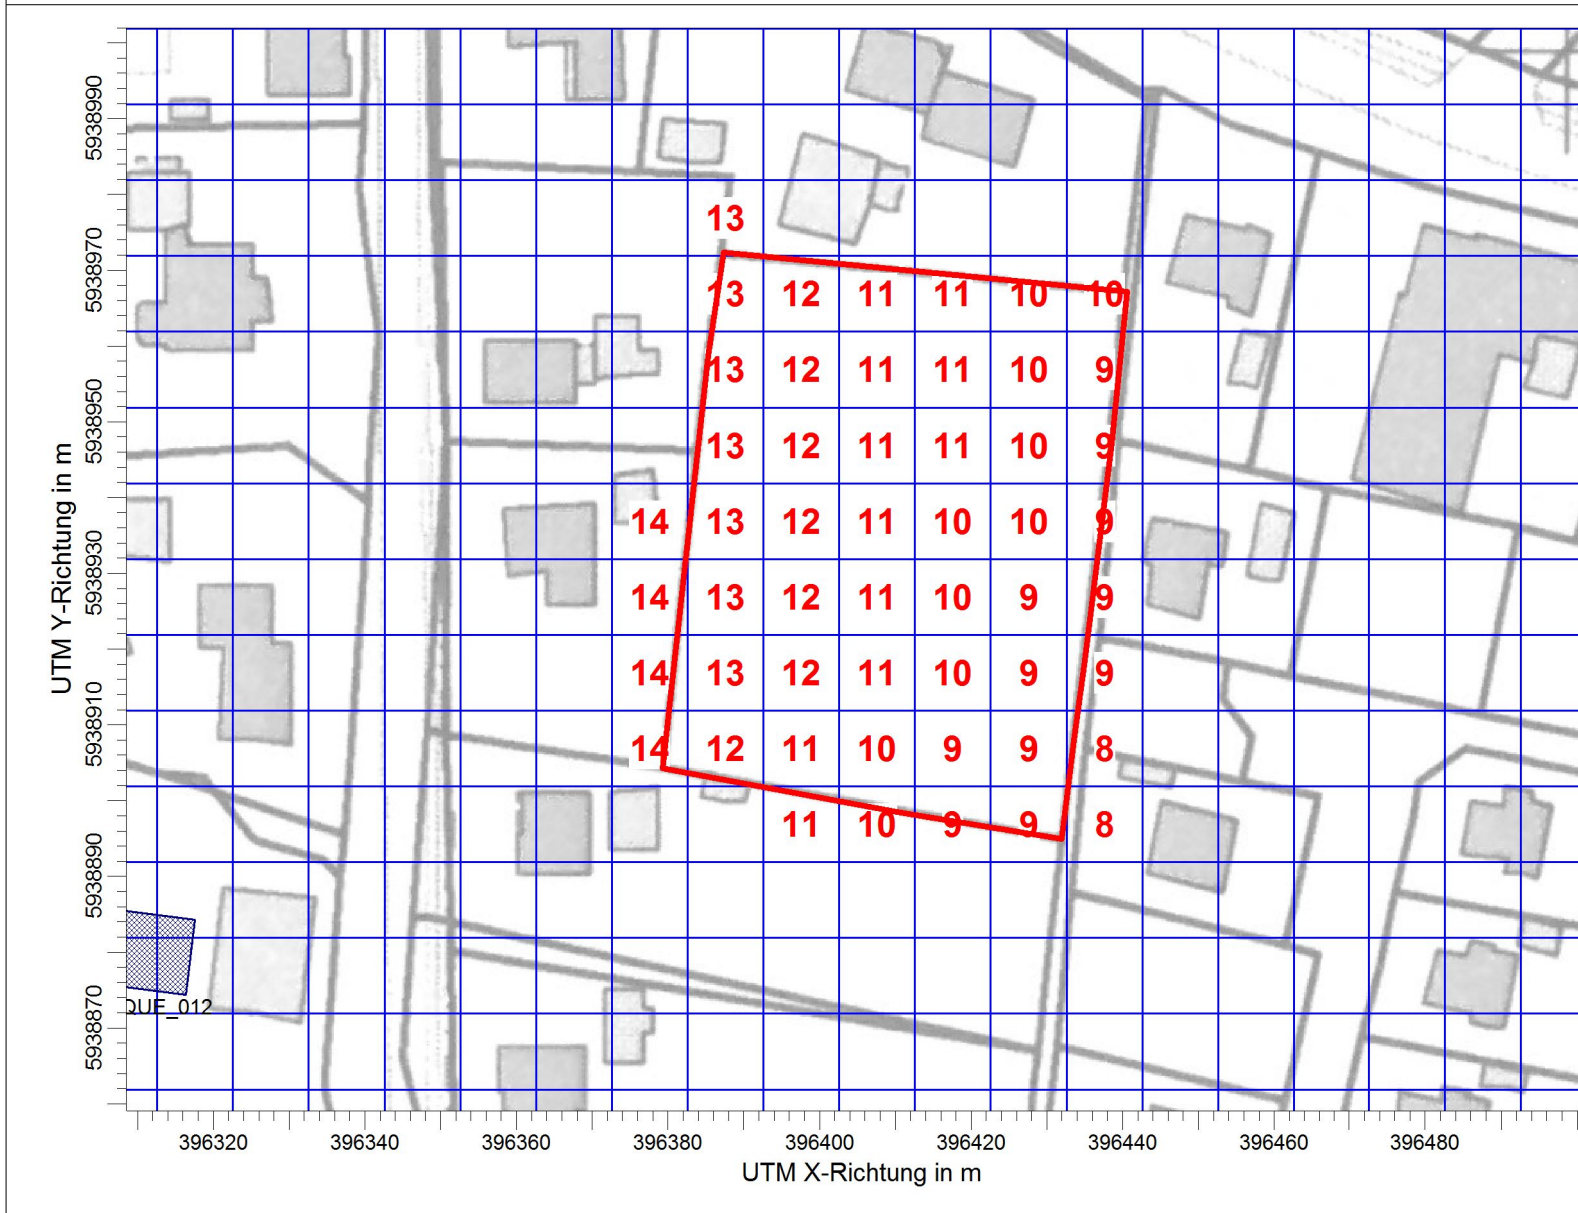 5938990
5938970
5938950
5938930
5938910
5938890
5938870
UTM Y-Richtung in m
13
13 12 11 11 10 10
13 12 11 11 10 9
13 12 11 11 10 9
14 13 12 11 10 10 9
14 13 12 11 10 9 9
14 13 12 11 10 9 9
14 12 11 10 9 9 8
11 10 9 9 8
QUE_012
396320 396340 396360 396380 396400 396420 396440 396460 396480
UTM X-Richtung in m